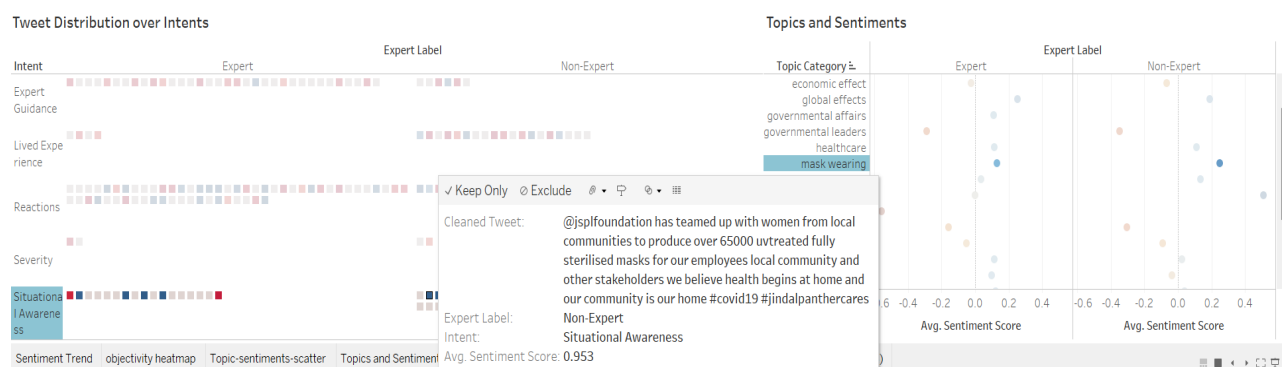 Tweet Distribution over Intents
Topics and Sentiments
Expert Label
Intent
Expert
Non-Expert
Expert
Guidance
Lived Expe
rience
Reactions
Severity
Situationa
l Awarene
ss
Expert Label
Topic Category
Expert
Non-Expert
economic effect
global effects
governmental affairs
governmental leaders
healthcare
mask wearing
Keep Only
Exclude
Cleaned Tweet:
@jsplfoundation has teamed up with women from local
communities to produce over 65000 uvtreated fully
sterilised masks for our employees local community and
other stakeholders we believe health begins at home and
our community is our home #covid19 #jindalpanthercares
Expert Label: Non-Expert
Intent: Situational Awareness
Avg. Sentiment Score: 0.953
.6 -0.4 -0.2 0.0 0.2 0.4
-0.6 -0.4 -0.2 0.0 0.2 0.4
Avg. Sentiment Score
Avg. Sentiment Score
Sentiment Trend
objectivity heatmap
Topic-sentiments-scatter
Topics and Sentiment
)